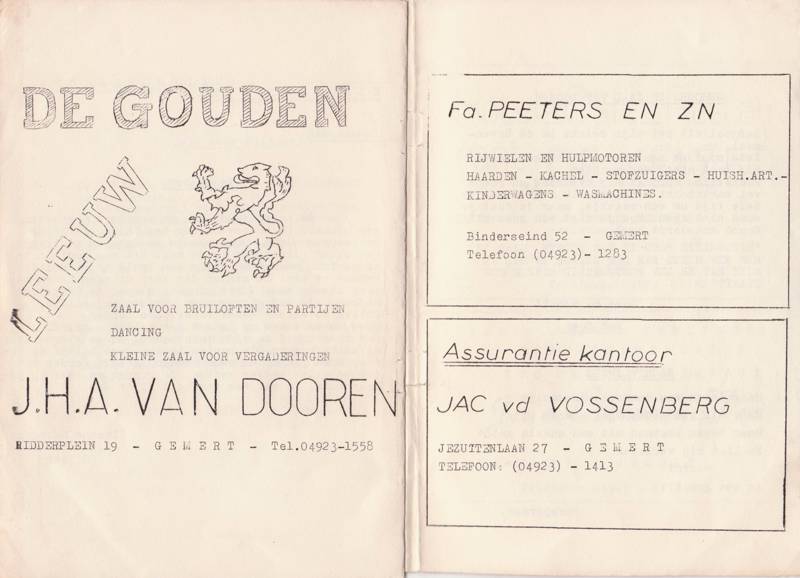 DE GOUDEN
LEEUW
ZAAL VOOR BRUILOFTEN EN PARTIJEN
DANCING
KLEINE ZAAL VOOR VERGADERINGEN
J.H.A. VAN DOOREN
RIDDERPLEIN 19 - G E M E R T - Tel.04923-1558
Fa. PEETERS EN ZN
RIJWIELEN EN HULPMOTOREN
HAARDEN - KACHEL - STOFZUIGERS - HUISH.ART.-
KINDERWAGENS - WASMACHINES.
Binderseind 52 - GEMERT
Telefoon (04923)- 1283
Assurantie kantoor
JAC vd VOSSENBERG
JEZUITENLAAN 27 - G E M E R T
TELEFOON: (04923) - 1413